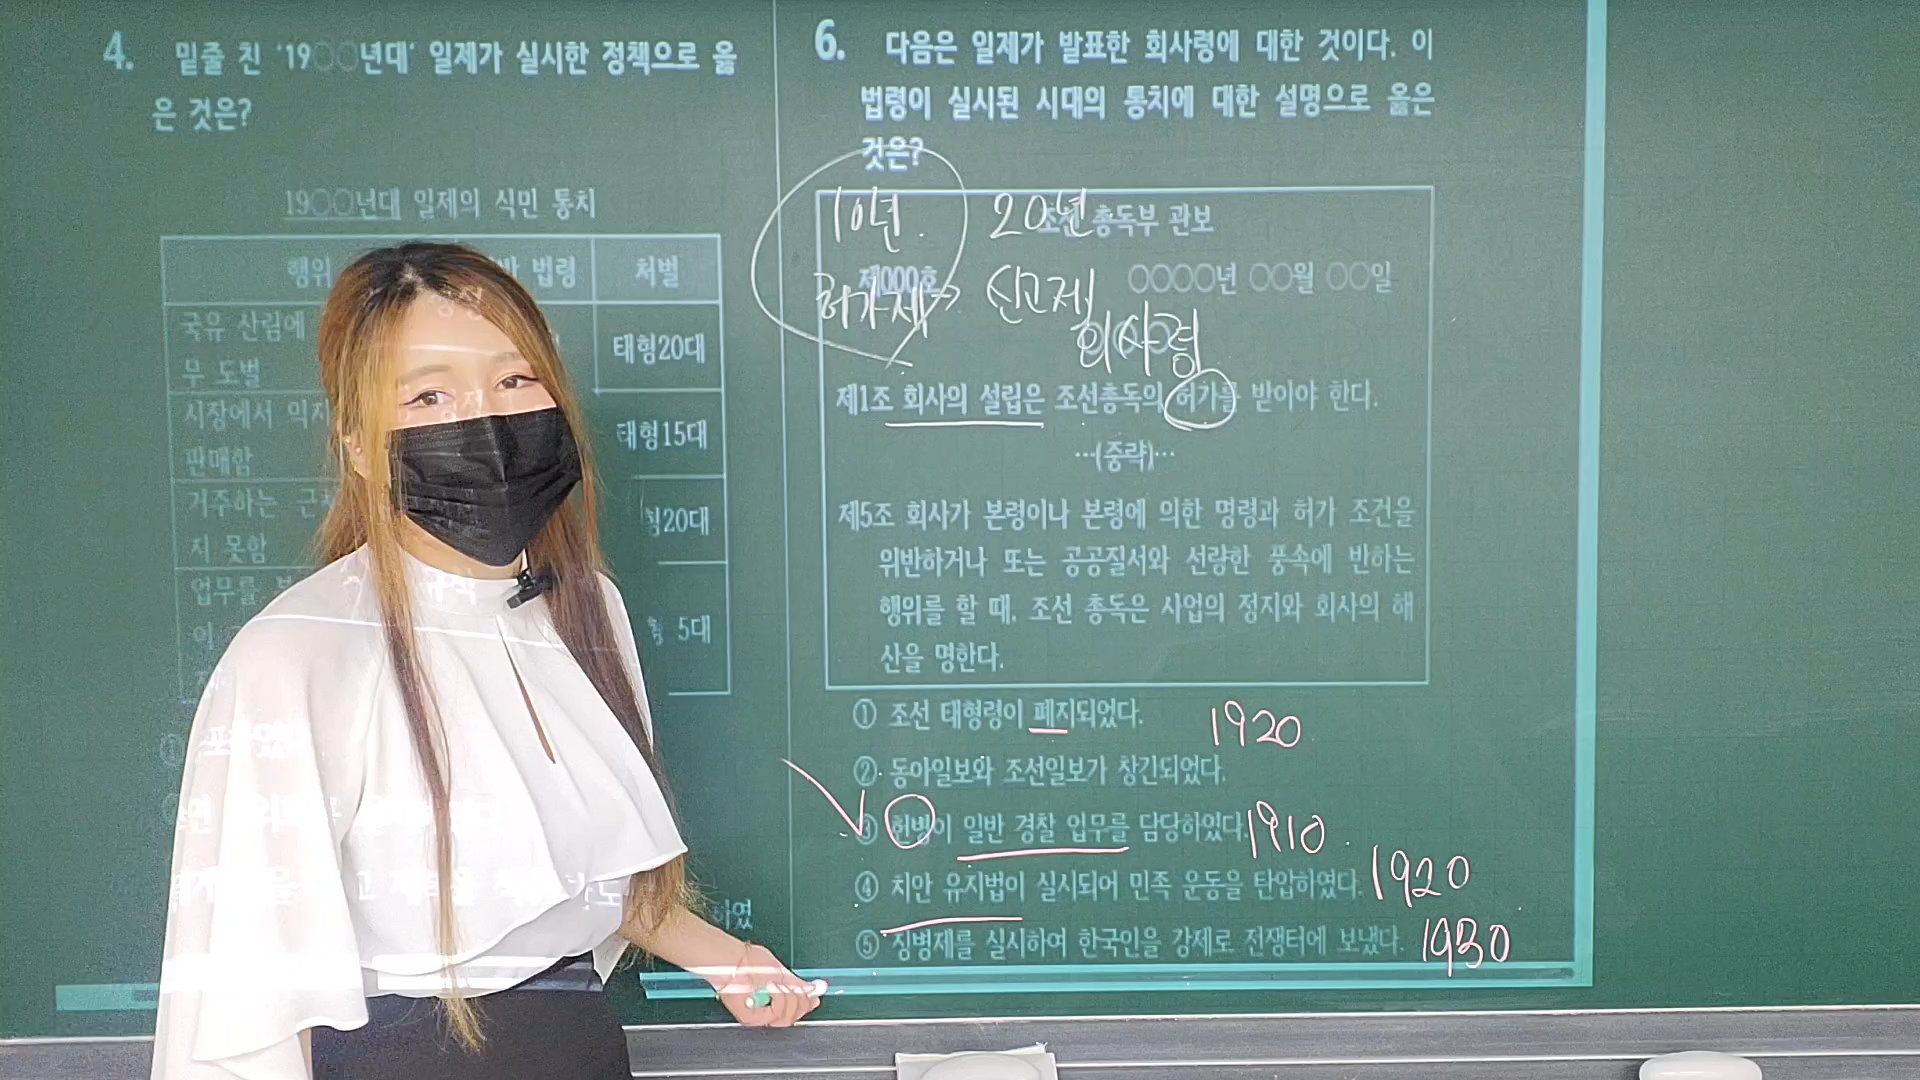 4. 밑줄 친 '19○○년대' 일제가 실시한 정책으로 옳
은 것은?
19○○년대 일제의 식민 통치
행위
법령
처벌
국유 산림에
무 도벌
태형20대
시장에서
판매함
태형15대
거주하는
지 못함
형20대
업무를
5대
하였
6. 다음은 일제가 발표한 회사령에 대한 것이다. 이
법령이 실시된 시대의 통치에 대한 설명으로 옳은
것은?
10년. 20년
조선 총독부 관보
제000호 ○○○○년 ○○월 ○○일
허가제→ 신고제
회사령
제1조 회사의 설립은 조선총독의 허가를 받아야 한다.
…(중략)…
제5조 회사가 본령이나 본령에 의한 명령과 허가 조건을
위반하거나 또는 공공질서와 선량한 풍속에 반하는
행위를 할 때, 조선 총독은 사업의 정지와 회사의 해
산을 명한다.
① 조선 태형령이 폐지되었다. 1920
② 동아일보와 조선일보가 창간되었다.
③ 헌병이 일반 경찰 업무를 담당하였다. 1910
④ 치안 유지법이 실시되어 민족 운동을 탄압하였다. 1920
⑤ 징병제를 실시하여 한국인을 강제로 전쟁터에 보냈다. 1930